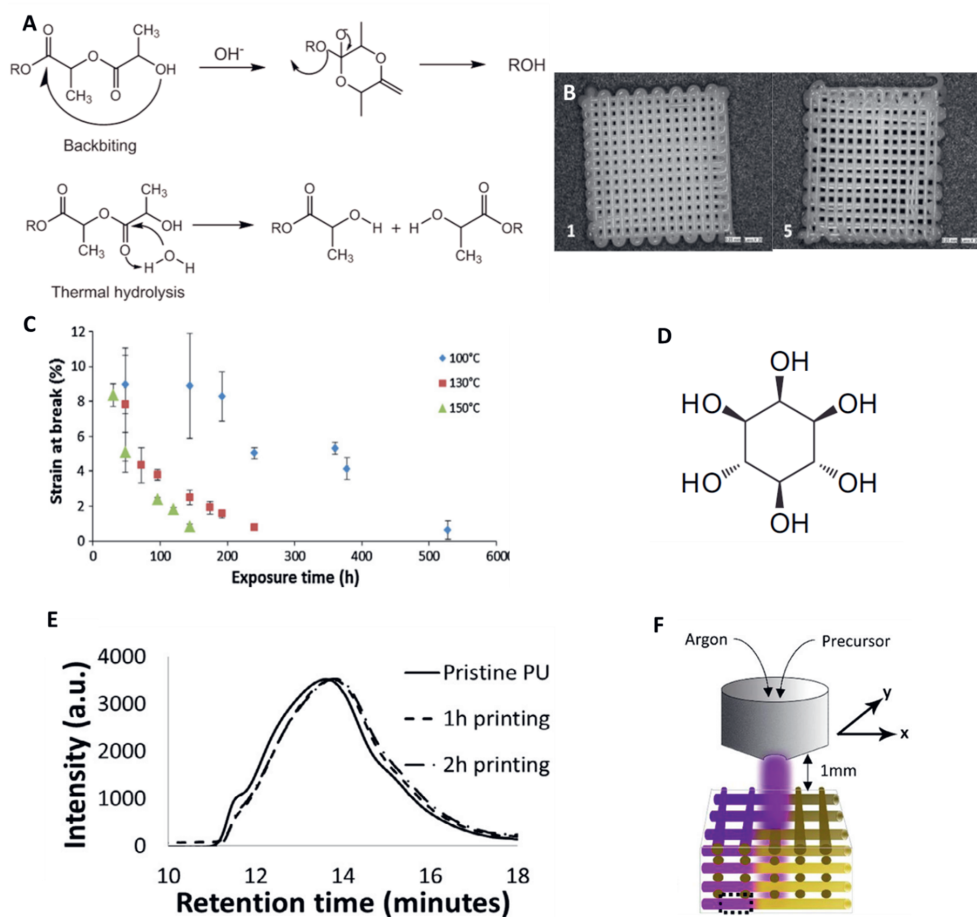 A
RO
O
O
CH₃
O
OH
Backbiting
OH⁻
RO
O⁻
O
O
ROH
RO
O
O
CH₃
O
CH₃
OH
H
O
H
Thermal hydrolysis
RO
O
CH₃
O
H
+
H
O
CH₃
O
OR
B
1
5
C
Strain at break (%)
12
10
8
6
4
2
0
0
100
200
300
400
500
600
Exposure time (h)
100°C
130°C
150°C
D
OH
HO
OH
HO
OH
OH
E
Intensity (a.u.)
4000
3000
2000
1000
0
10
12
14
16
18
Retention time (minutes)
Pristine PU
1h printing
2h printing
F
Argon
Precursor
y
x
1mm